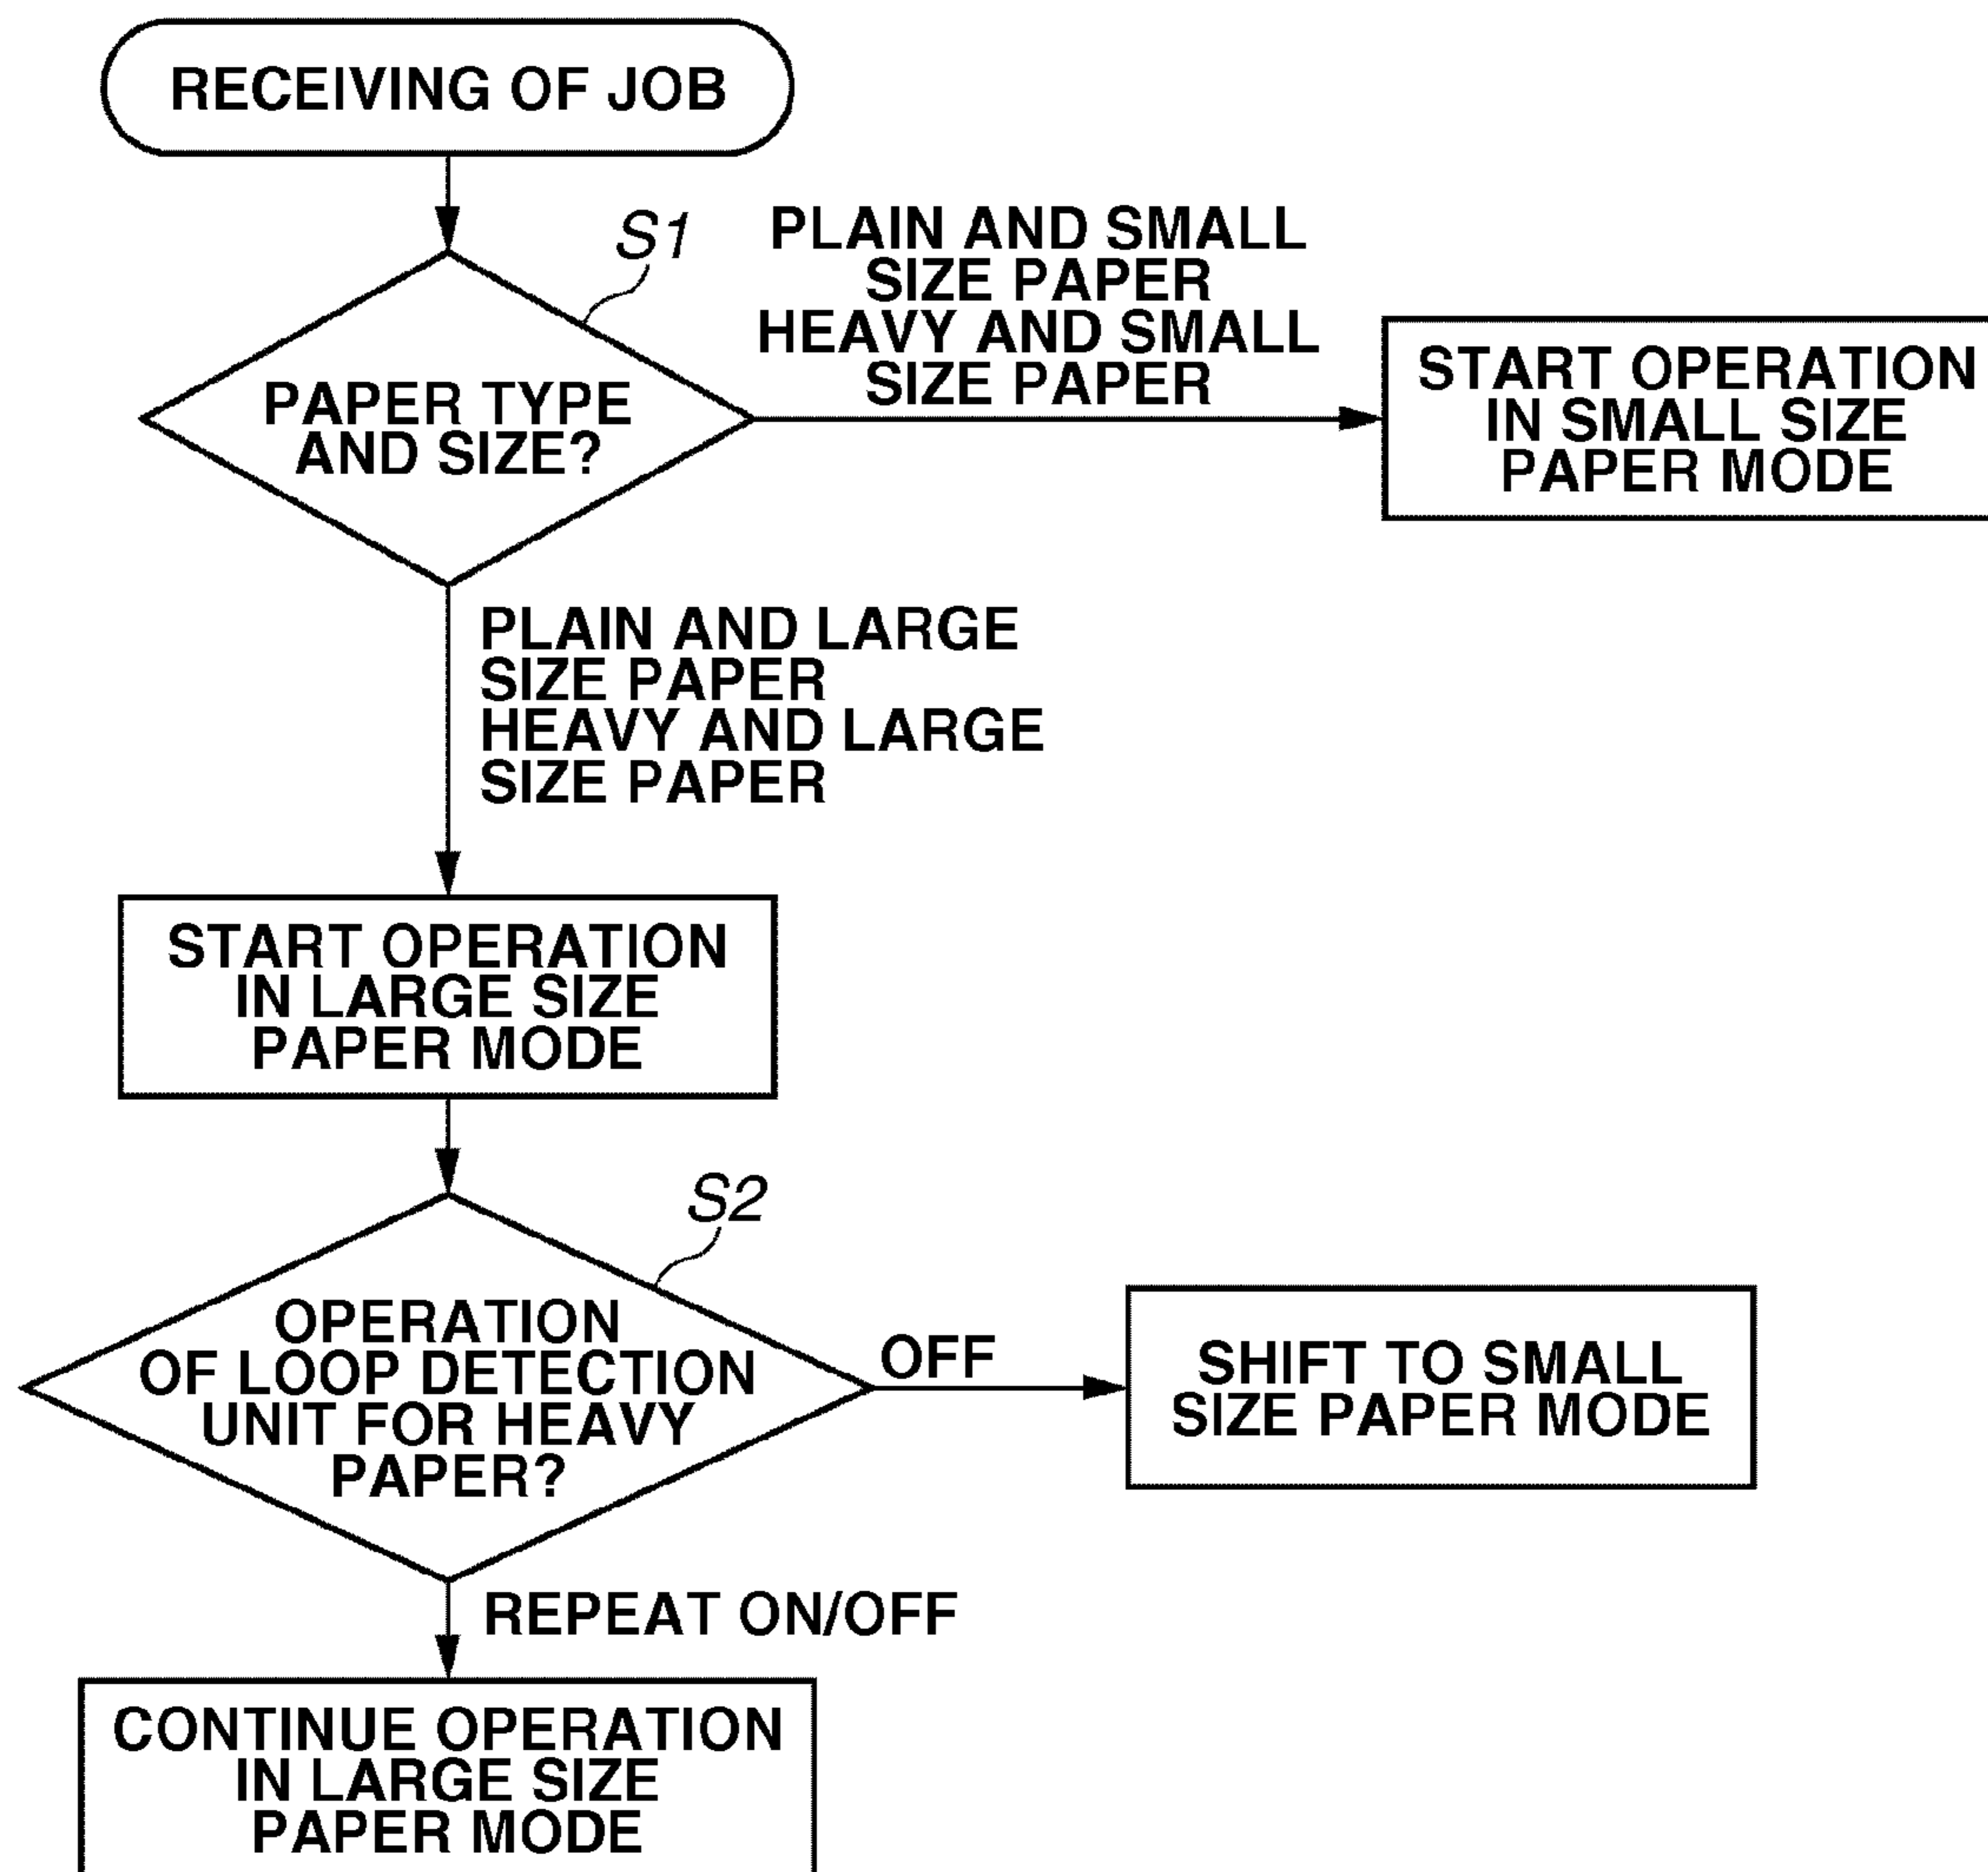 RECEIVING OF JOB
S1
PLAIN AND SMALL
SIZE PAPER
HEAVY AND SMALL
SIZE PAPER
PAPER TYPE
AND SIZE?
START OPERATION
IN SMALL SIZE
PAPER MODE
PLAIN AND LARGE
SIZE PAPER
HEAVY AND LARGE
SIZE PAPER
START OPERATION
IN LARGE SIZE
PAPER MODE
S2
OPERATION
OF LOOP DETECTION
UNIT FOR HEAVY
PAPER?
OFF
SHIFT TO SMALL
SIZE PAPER MODE
REPEAT ON/OFF
CONTINUE OPERATION
IN LARGE SIZE
PAPER MODE